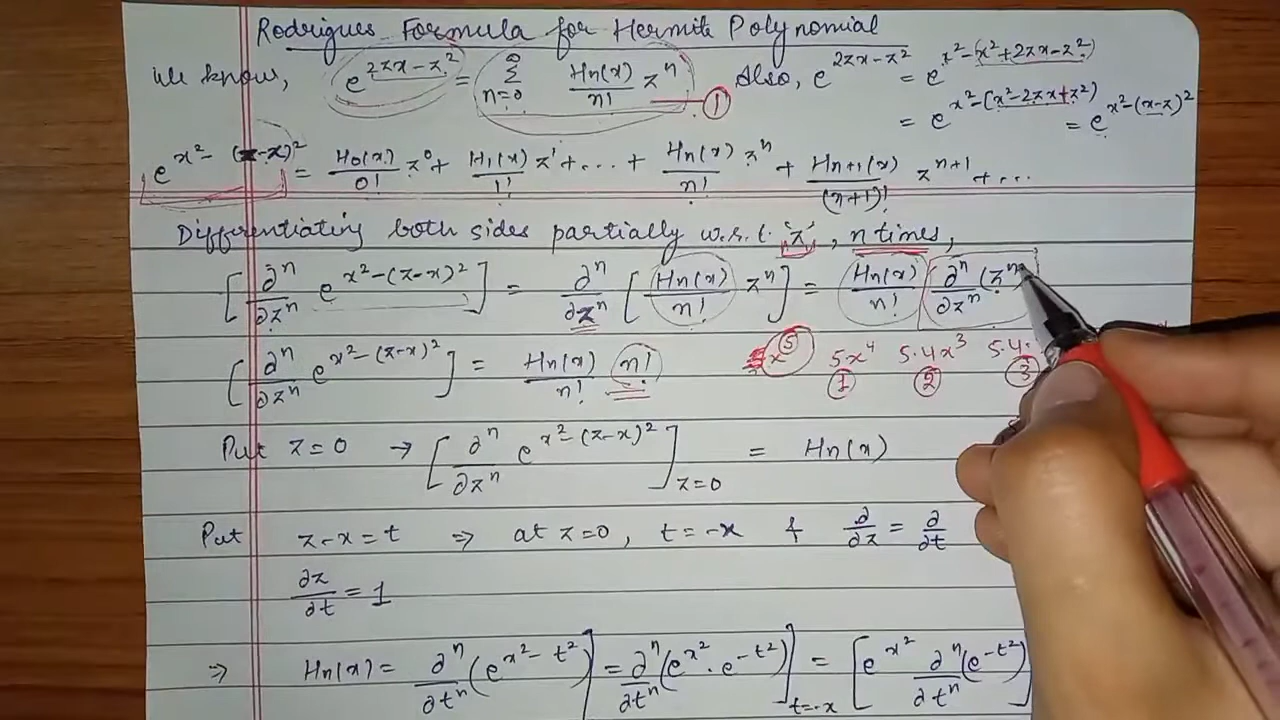 Rodrigues Formula for Hermite Polynomial
We know, e^{2zx-z^2} = ∑_{n=0}^{∞} Hn(x)/n! z^n ① Also, e^{2zx-z^2} = e^{x^2-(x^2+2zx-z^2)}
= e^{x^2-(x^2-2zx+z^2)} = e^{x^2-(x-z)^2}
e^{x^2-(z-x)^2} = H0(x)/0! z^0 + H1(x)/1! z^1 + ... + Hn(x)/n! z^n + Hn+1(x)/(n+1)! z^{n+1} + ...
Differentiating both sides partially w.r.t. 'z', n times,
[∂^n/∂z^n e^{x^2-(z-x)^2}] = ∂^n/∂z^n [Hn(x)/n! z^n] = Hn(x)/n! ∂^n/∂z^n (z^n)
[∂^n/∂z^n e^{x^2-(z-x)^2}] = Hn(x)/n! n! x^5 5x^4 5·4x^3 5·4·
① ② ③
Put z=0 → [∂^n/∂z^n e^{x^2-(z-x)^2}]_{z=0} = Hn(x)
Put z-x=t ⇒ at z=0, t=-x & ∂/∂z = ∂/∂t
∂z/∂t = 1
⇒ Hn(x) = ∂^n/∂t^n (e^{x^2-t^2})] = ∂^n/∂t^n (e^{x^2}·e^{-t^2})]_{t=-x} = [e^{x^2} ∂^n/∂t^n (e^{-t^2})]